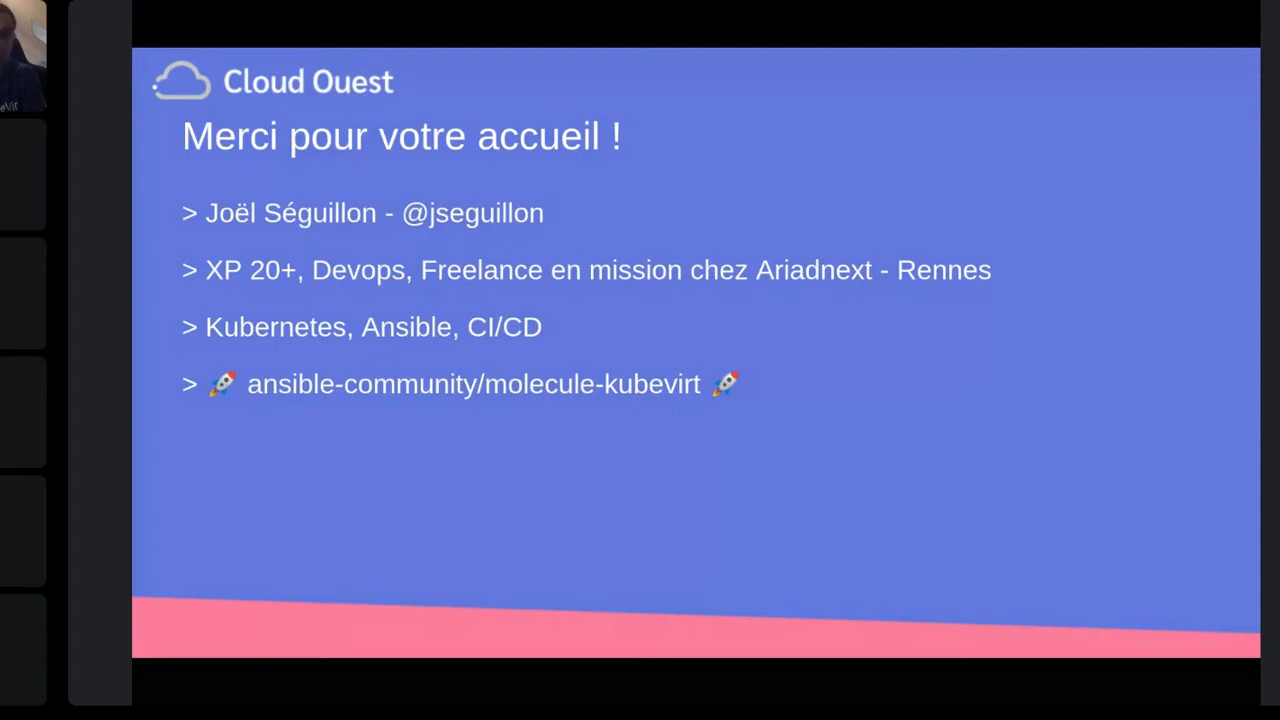 Cloud Ouest
Merci pour votre accueil !
> Joël Séguillon - @jseguillon
> XP 20+, Devops, Freelance en mission chez Ariadnext - Rennes
> Kubernetes, Ansible, CI/CD
> 🚀 ansible-community/molecule-kubevirt 🚀